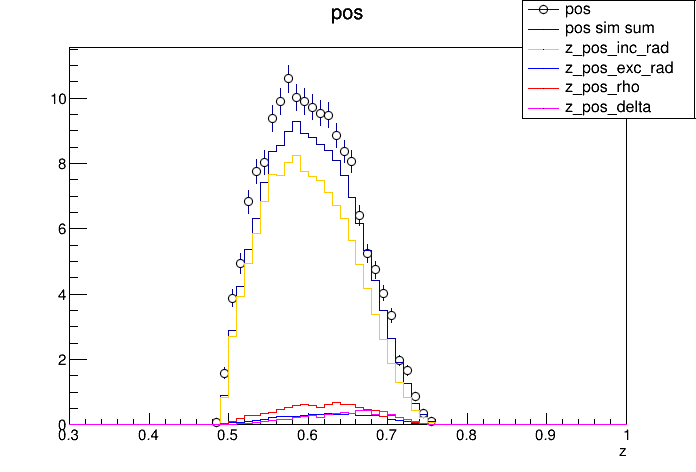 pos
pos
pos sim sum
z_pos_inc_rad
z_pos_exc_rad
z_pos_rho
z_pos_delta
10
8
6
4
2
0
0.3 0.4 0.5 0.6 0.7 0.8 0.9 1
z